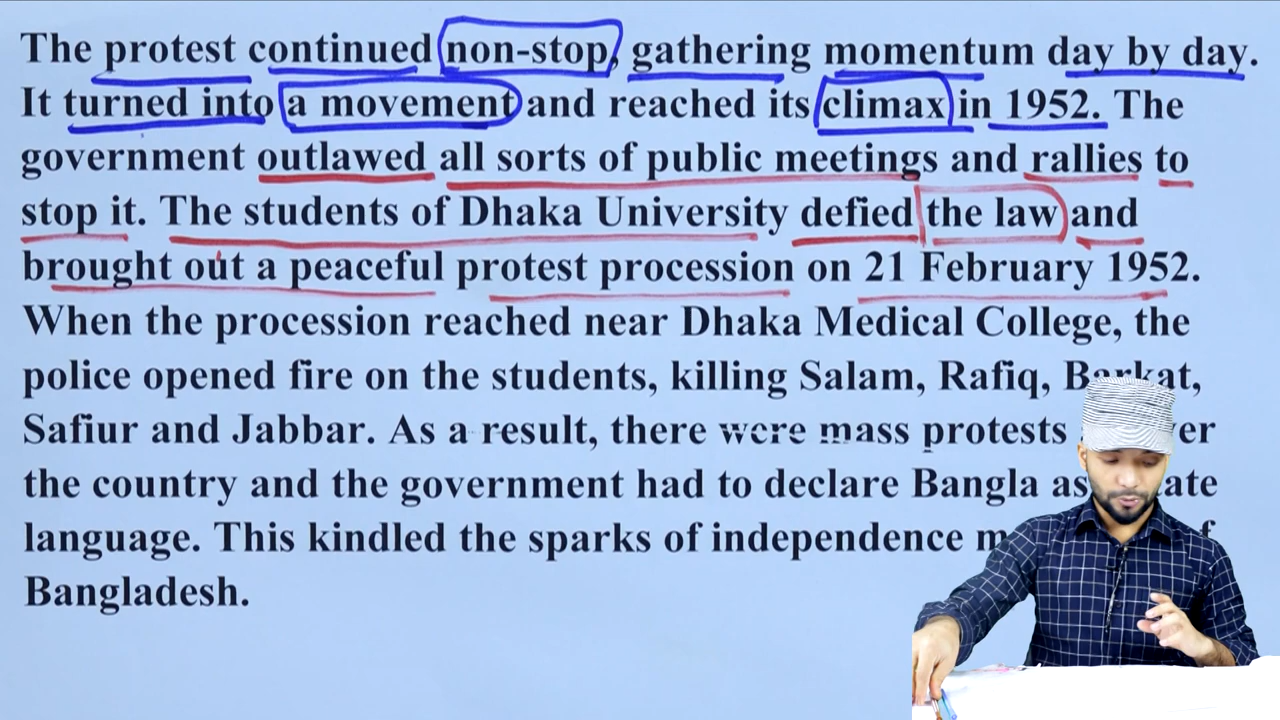 The protest continued non-stop, gathering momentum day by day.
It turned into a movement and reached its climax in 1952. The
government outlawed all sorts of public meetings and rallies to
stop it. The students of Dhaka University defied the law and
brought out a peaceful protest procession on 21 February 1952.
When the procession reached near Dhaka Medical College, the
police opened fire on the students, killing Salam, Rafiq, Barkat,
Safiur and Jabbar. As a result, there were mass protests
the country and the government had to declare Bangla as
language. This kindled the sparks of independence
Bangladesh.